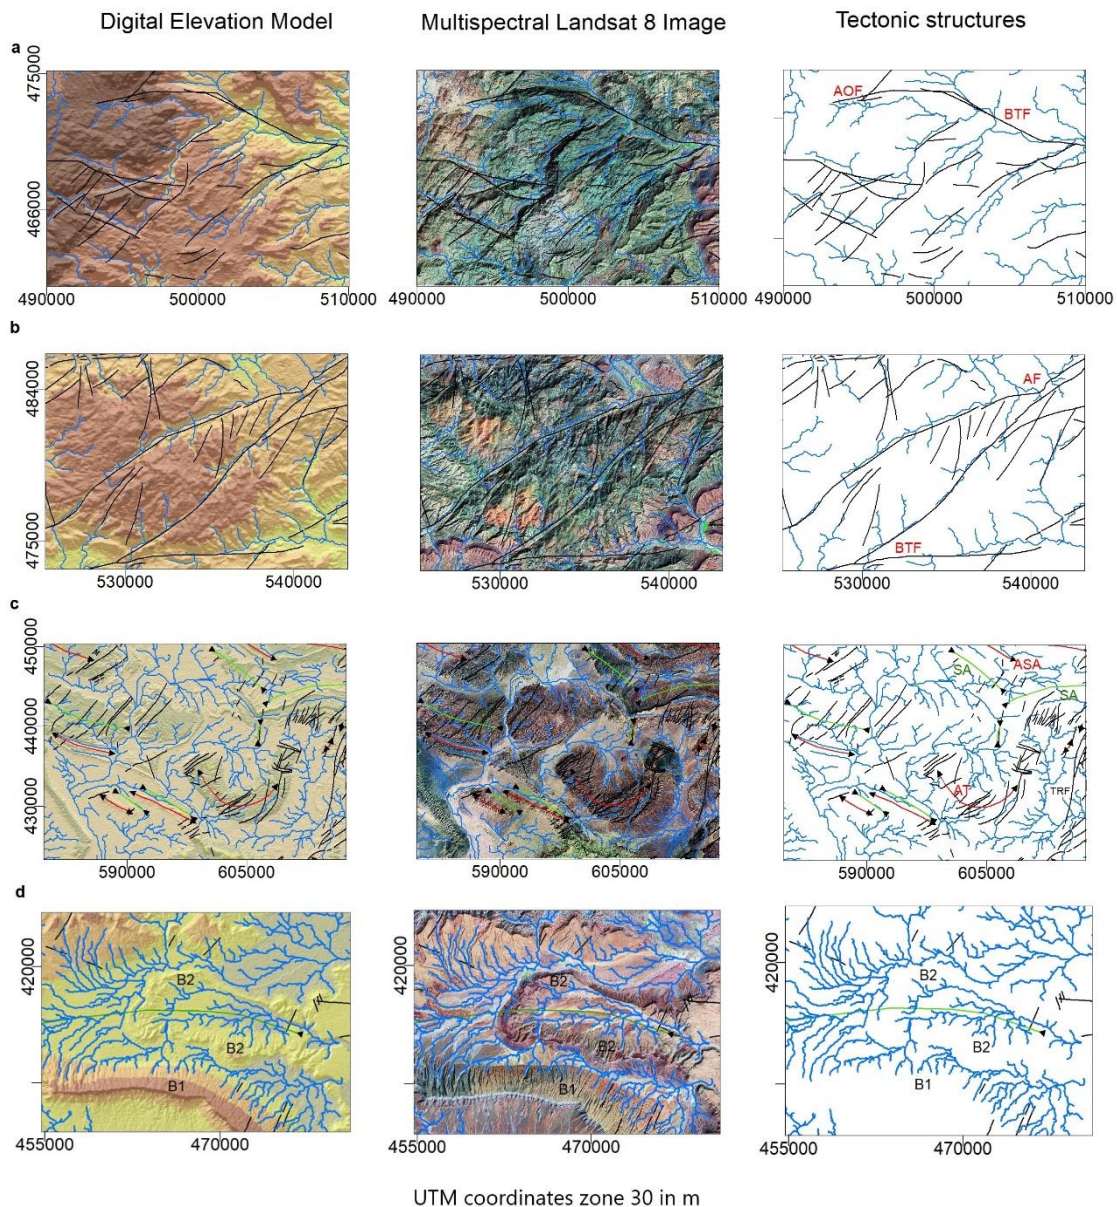 Digital Elevation Model Multispectral Landsat 8 Image Tectonic structures
a
475000
466000
AOF
BTF
490000 500000 510000 490000 500000 510000 490000 500000 510000
b
484000
475000
AF
BTF
530000 540000 530000 540000 530000 540000
c
450000
440000
430000
SA
ASA
SA
AT
TRF
590000 605000 590000 605000 590000 605000
d
420000 420000 420000
B2 B2 B2
B2 B2 B2
B1 B1 B1
455000 470000 455000 470000 455000 470000
UTM coordinates zone 30 in m